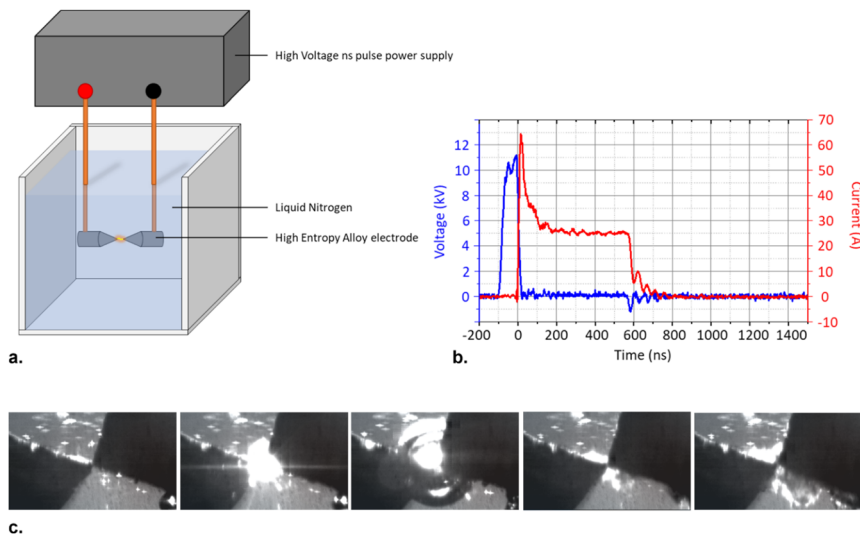 High Voltage ns pulse power supply
Liquid Nitrogen
High Entropy Alloy electrode
a.
Voltage (kV)
12
10
8
6
4
2
0
70
60
50
40
30
20
10
0
-10
Current (A)
-200 0 200 400 600 800 1000 1200 1400
Time (ns)
b.
c.